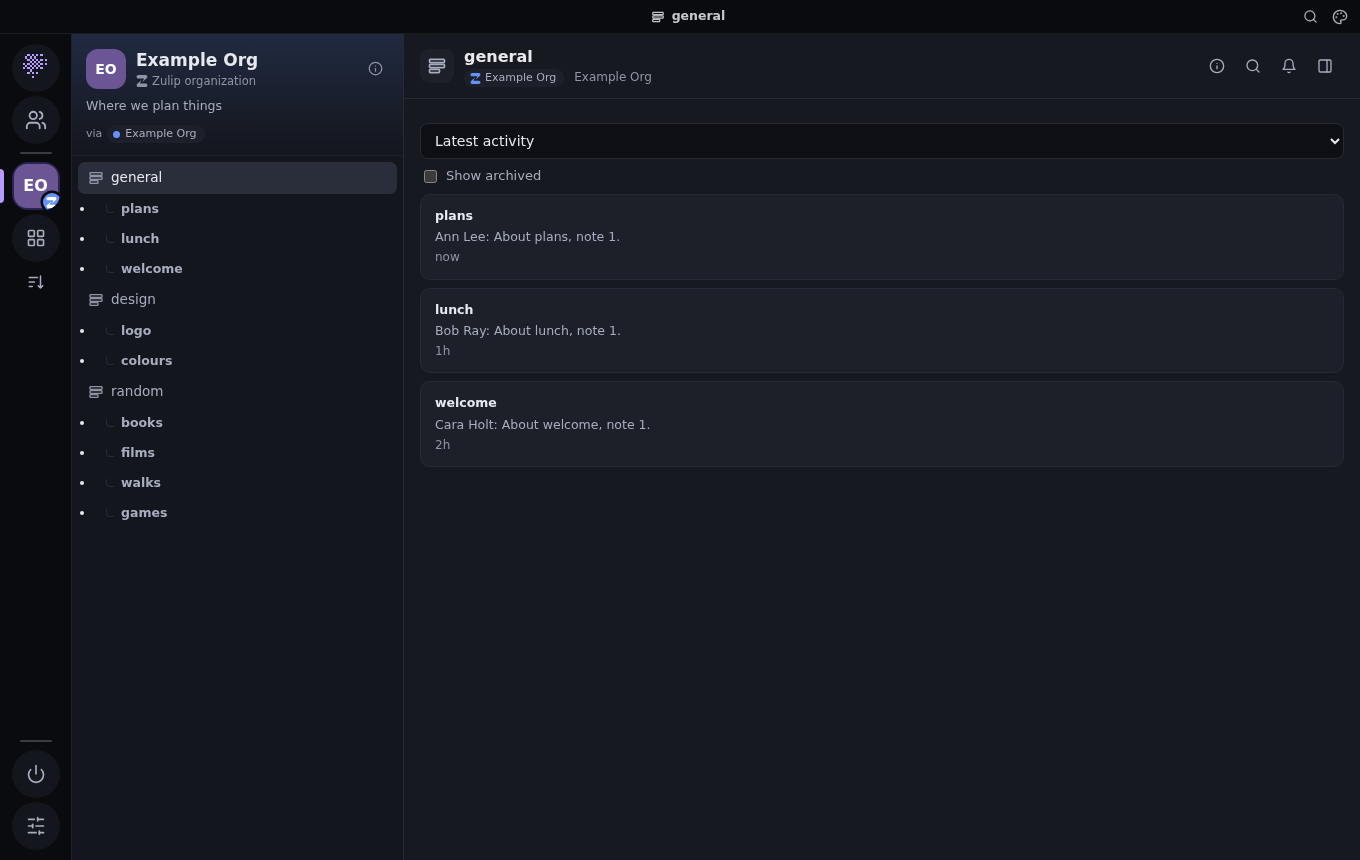 general
EO
Example Org
Zulip organization
Where we plan things
via Example Org
EO
general
plans
lunch
welcome
design
logo
colours
random
books
films
walks
games
general
Example Org Example Org
Latest activity
Show archived
plans
Ann Lee: About plans, note 1.
now
lunch
Bob Ray: About lunch, note 1.
1h
welcome
Cara Holt: About welcome, note 1.
2h